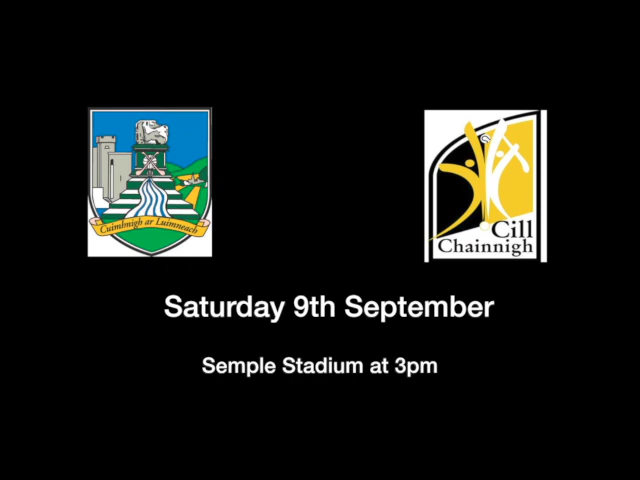 Cuimhnigh ar Luimneach
Cill
Chainnigh
Saturday 9th September
Semple Stadium at 3pm